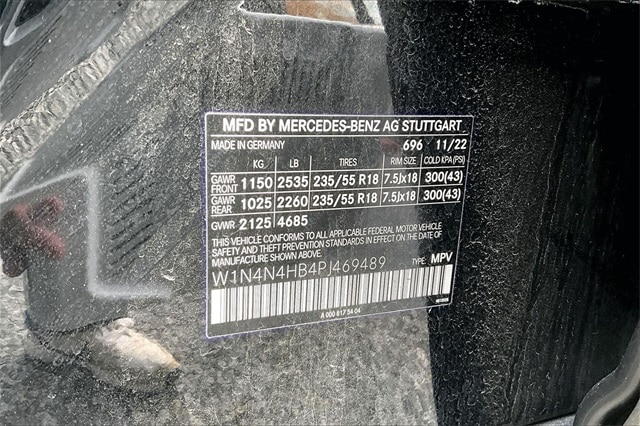 MFD BY MERCEDES-BENZ AG STUTTGART
MADE IN GERMANY 696 11/22
KG LB TIRES RIM SIZE COLD KPA (PSI)
GAWR FRONT 1150 2535 235/55 R18 7.5Jx18 300(43)
GAWR REAR 1025 2260 235/55 R18 7.5Jx18 300(43)
GVWR 2125 4685
THIS VEHICLE CONFORMS TO ALL APPLICABLE FEDERAL MOTOR VEHICLE
SAFETY AND THEFT PREVENTION STANDARDS IN EFFECT ON THE DATE OF
MANUFACTURE SHOWN ABOVE.
W1N4N4HB4PJ469489 TYPE: MPV
A 000 817 54 04